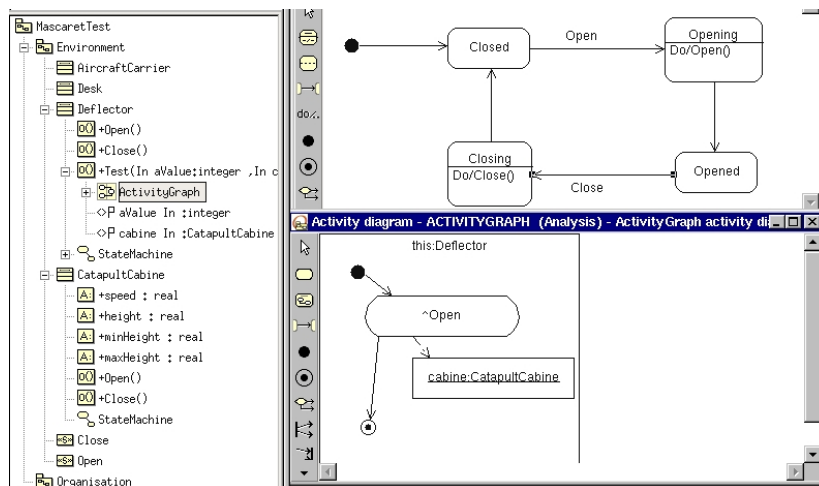 MascaretTest
Environment
AircraftCarrier
Desk
Deflector
+Open()
+Close()
+Test(In aValue:integer ,In c
ActivityGraph
aValue In :integer
cabine In :CatapultCabine
StateMachine
CatapultCabine
+speed : real
+height : real
+minHeight : real
+maxHeight : real
+Open()
+Close()
StateMachine
Close
Open
Organisation
Closed
Open
Opening
Do/Open()
Closing
Do/Close()
Close
Opened
Activity diagram - ACTIVITYGRAPH (Analysis) - ActivityGraph activity di
this:Deflector
^Open
cabine:CatapultCabine